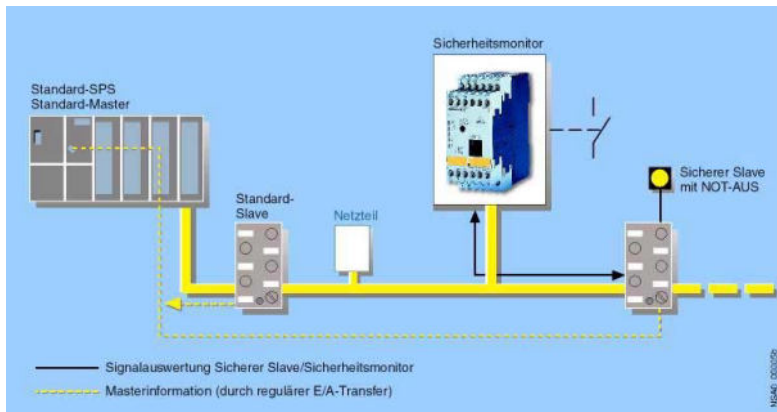 Sicherheitsmonitor
Standard-SPS
Standard-Master
Standard-
Slave
Netzteil
Sicherer Slave
mit NOT-AUS
Signalauswertung Sicherer Slave/Sicherheitsmonitor
Masterinformation (durch regulärer E/A-Transfer)